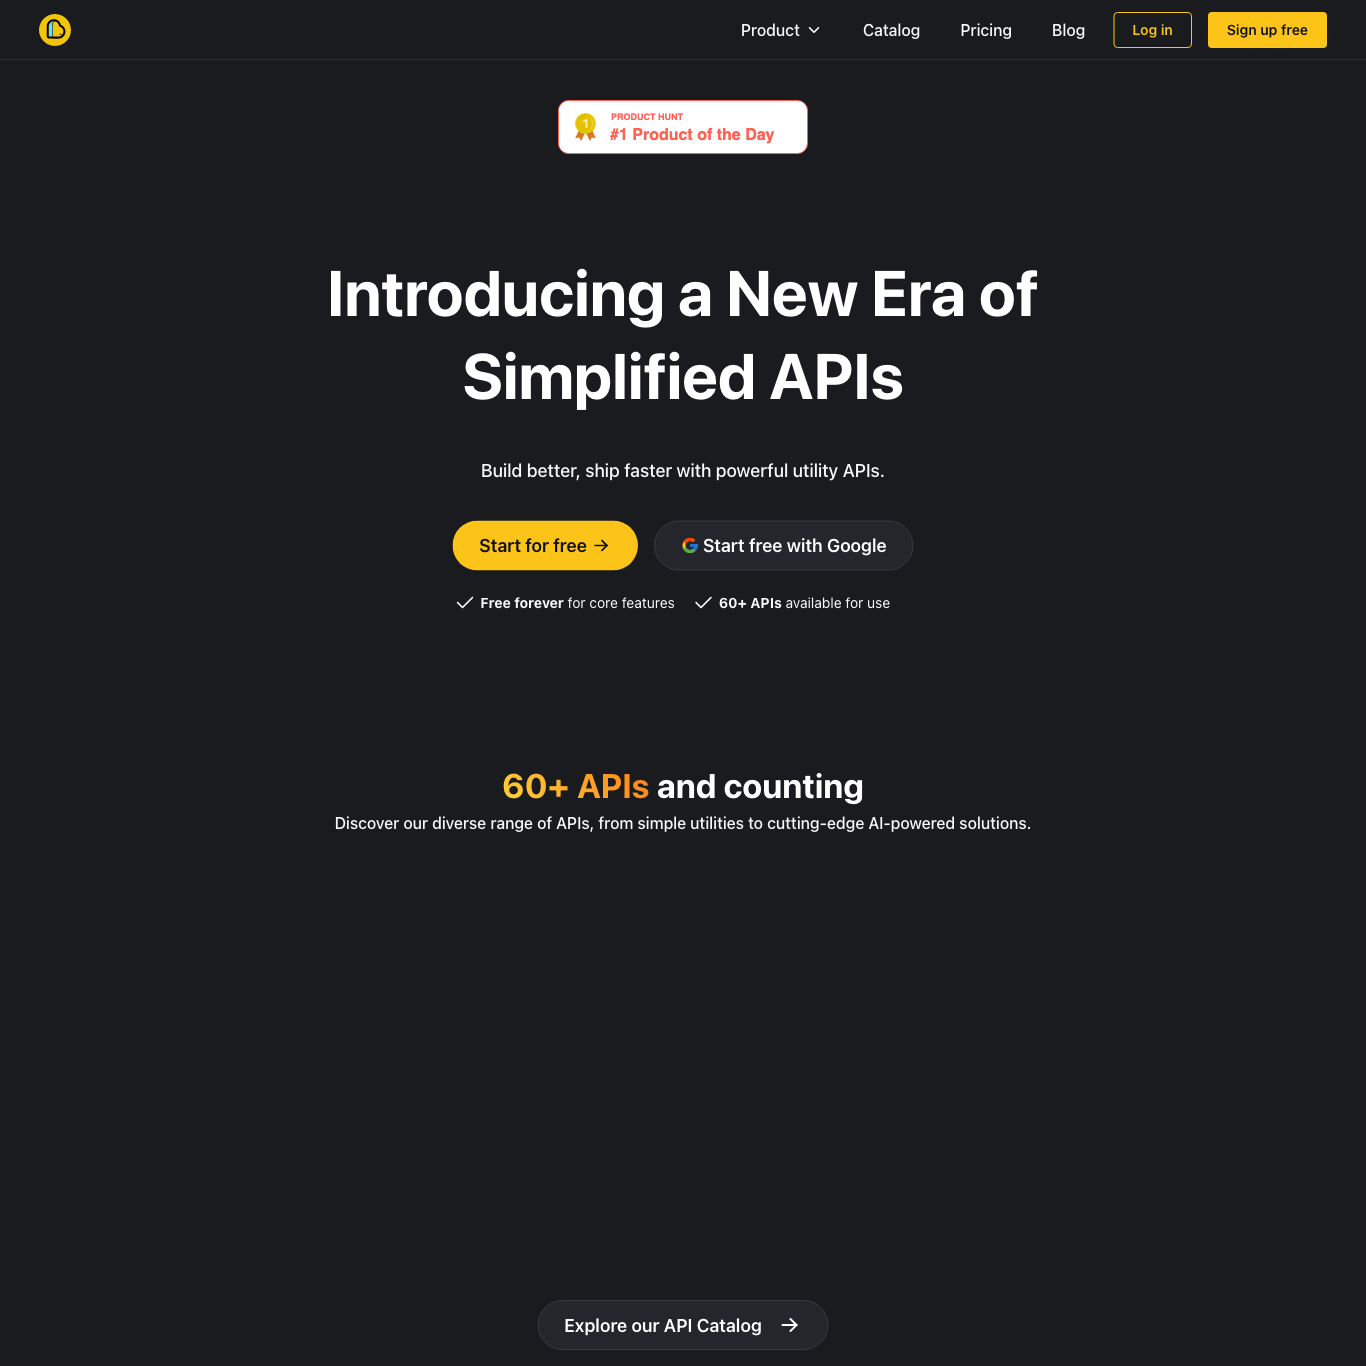 Product
Catalog
Pricing
Blog
Log in
Sign up free
1
PRODUCT HUNT
#1 Product of the Day
Introducing a New Era of
Simplified APIs
Build better, ship faster with powerful utility APIs.
Start for free
Start free with Google
Free forever for core features
60+ APIs available for use
60+ APIs and counting
Discover our diverse range of APIs, from simple utilities to cutting-edge AI-powered solutions.
Explore our API Catalog